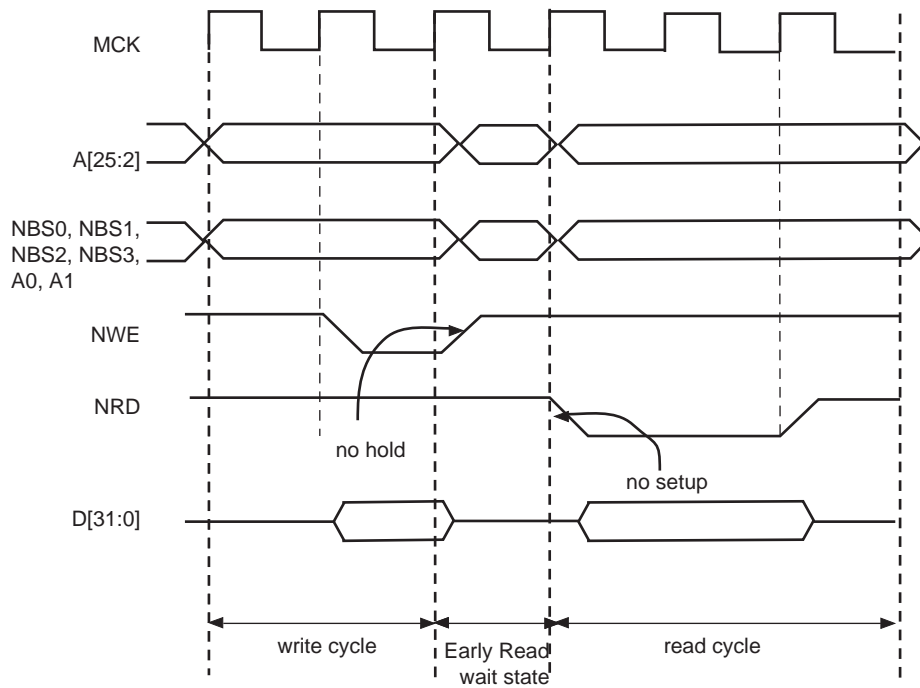 MCK
A[25:2]
NBS0, NBS1,
NBS2, NBS3,
A0, A1
NWE
NRD
no hold
no setup
D[31:0]
write cycle
Early Read
wait state
read cycle